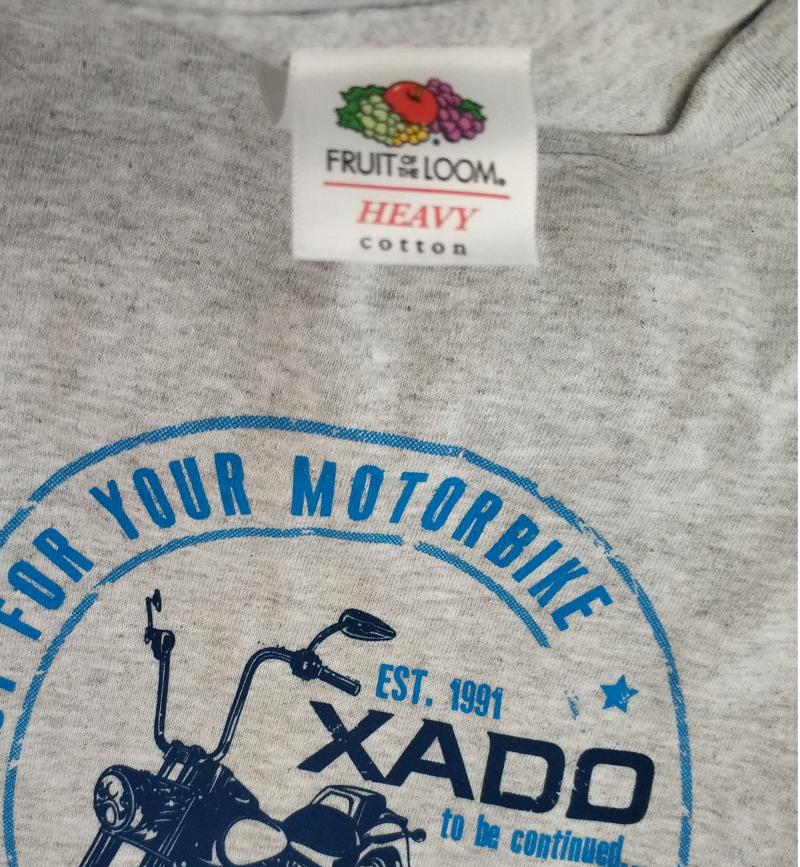 FRUIT OF THE LOOM®
HEAVY
cotton
FOR YOUR MOTORBIKE
EST. 1991
XADO
to be continued